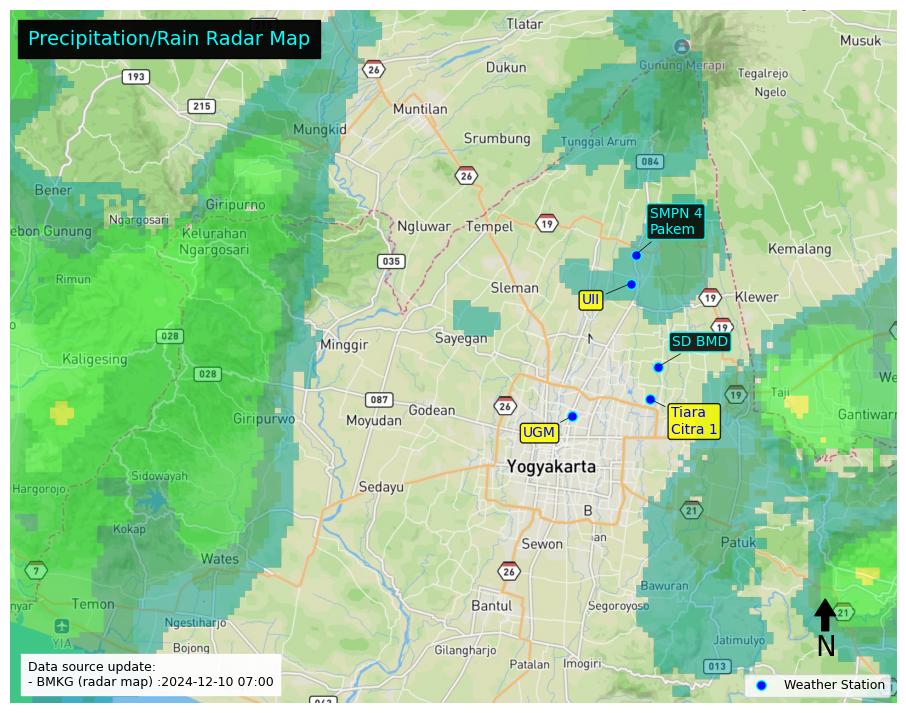 Precipitation/Rain Radar Map
Tlatar
Musuk
26
193
Dukun
Gunung Merapi
Tegalrejo
Ngelo
215
Muntilan
Mungkid
Srumbung
Tunggal Arum
084
26
Bener
Giripurno
SMPN 4
Pakem
Ngargosari
Ngluwar
Tempel
19
ebon Gunung
Kelurahan
Ngargosari
Kemalang
035
Rimun
Sleman
UII
19
Klewer
19
028
Minggir
Sayegan
N
SD BMD
Kaligesing
028
087
Taji
19
We
26
Godean
Moyudan
Giripurwo
UGM
Tiara
Citra 1
Gantiwar
Yogyakarta
Sidowayah
Hargorojo
Sedayu
21
B
Kokap
an
Sewon
Patuk
Wates
7
26
Bawuran
nyar
Temon
Bantul
Segoroyoso
21
Ngestiharjo
YIA
N
Jatimulyo
Bojong
Gilangharjo
Patalan
Imogiri
013
Data source update:
- BMKG (radar map) :2024-12-10 07:00
Weather Station